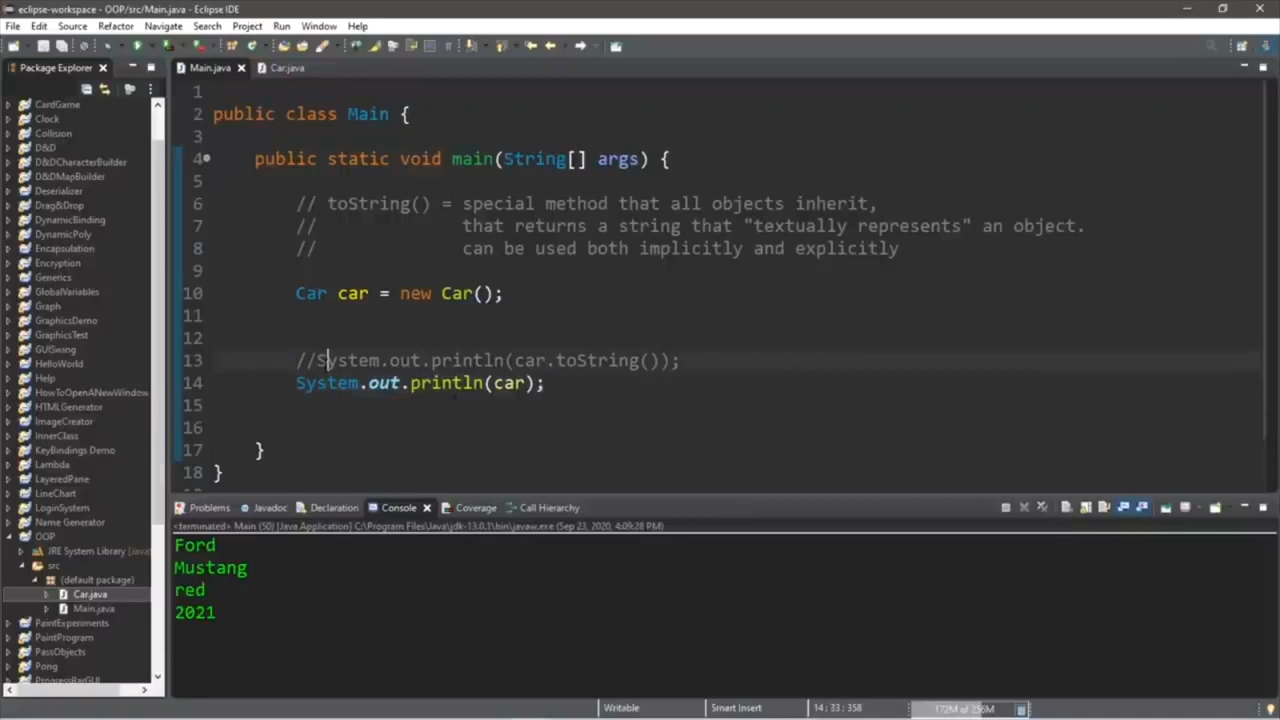 eclipse-workspace - OOP/src/Main.java - Eclipse IDE
File Edit Source Refactor Navigate Search Project Run Window Help
Package Explorer
Main.java Car.java
CardGame
Clock
Collision
D&D
D&DCharacterBuilder
D&DMapBuilder
Deserializer
Drag&Drop
DynamicBinding
DynamicPoly
Encapsulation
Encryption
Generics
GlobalVariables
Graph
GraphicsDemo
GraphicsTest
GUISwing
HelloWorld
Help
HowToOpenANewWindow
HTMLGenerator
ImageCreator
InnerClass
KeyBindings Demo
Lambda
LayeredPane
LineChart
LoginSystem
Name Generator
OOP
JRE System Library [Java
src
(default package)
Car.java
Main.java
PaintExperiments
PaintProgram
PassObjects
Pong
ProgressBarGUI
1
2 public class Main {
3
4 public static void main(String[] args) {
5
6 // toString() = special method that all objects inherit,
7 // that returns a string that "textually represents" an object.
8 // can be used both implicitly and explicitly
9
10 Car car = new Car();
11
12
13 //System.out.println(car.toString());
14 System.out.println(car);
15
16
17 }
18 }
Problems Javadoc Declaration Console Coverage Call Hierarchy
<terminated> Main (50) [Java Application] C:\Program Files\Java\jdk-13.0.1\bin\javaw.exe (Sep 23, 2020, 4:09:28 PM)
Ford
Mustang
red
2021
Writable Smart Insert 14 : 33 : 358 172M of 256M